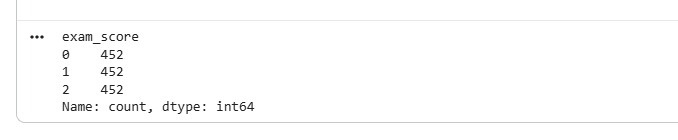 ••• exam_score
0    452
1    452
2    452
Name: count, dtype: int64